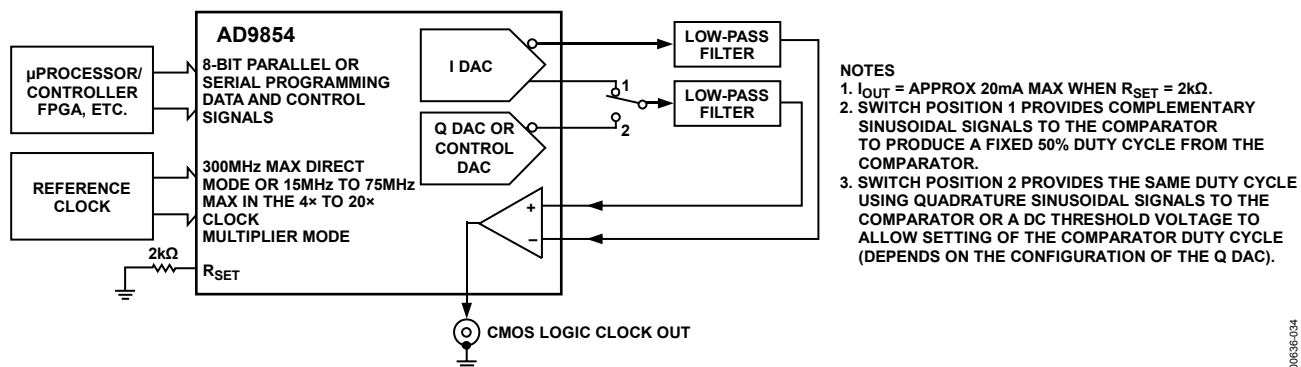 AD9854
µPROCESSOR/
CONTROLLER
FPGA, ETC.
8-BIT PARALLEL OR
SERIAL PROGRAMMING
DATA AND CONTROL
SIGNALS
REFERENCE
CLOCK
300MHz MAX DIRECT
MODE OR 15MHz TO 75MHz
MAX IN THE 4× TO 20×
CLOCK
MULTIPLIER MODE
2kΩ
RSET
I DAC
1
2
Q DAC OR
CONTROL
DAC
LOW-PASS
FILTER
LOW-PASS
FILTER
+
–
CMOS LOGIC CLOCK OUT
NOTES
1. IOUT = APPROX 20mA MAX WHEN RSET = 2kΩ.
2. SWITCH POSITION 1 PROVIDES COMPLEMENTARY
SINUSOIDAL SIGNALS TO THE COMPARATOR
TO PRODUCE A FIXED 50% DUTY CYCLE FROM THE
COMPARATOR.
3. SWITCH POSITION 2 PROVIDES THE SAME DUTY CYCLE
USING QUADRATURE SINUSOIDAL SIGNALS TO THE
COMPARATOR OR A DC THRESHOLD VOLTAGE TO
ALLOW SETTING OF THE COMPARATOR DUTY CYCLE
(DEPENDS ON THE CONFIGURATION OF THE Q DAC).
00636-034